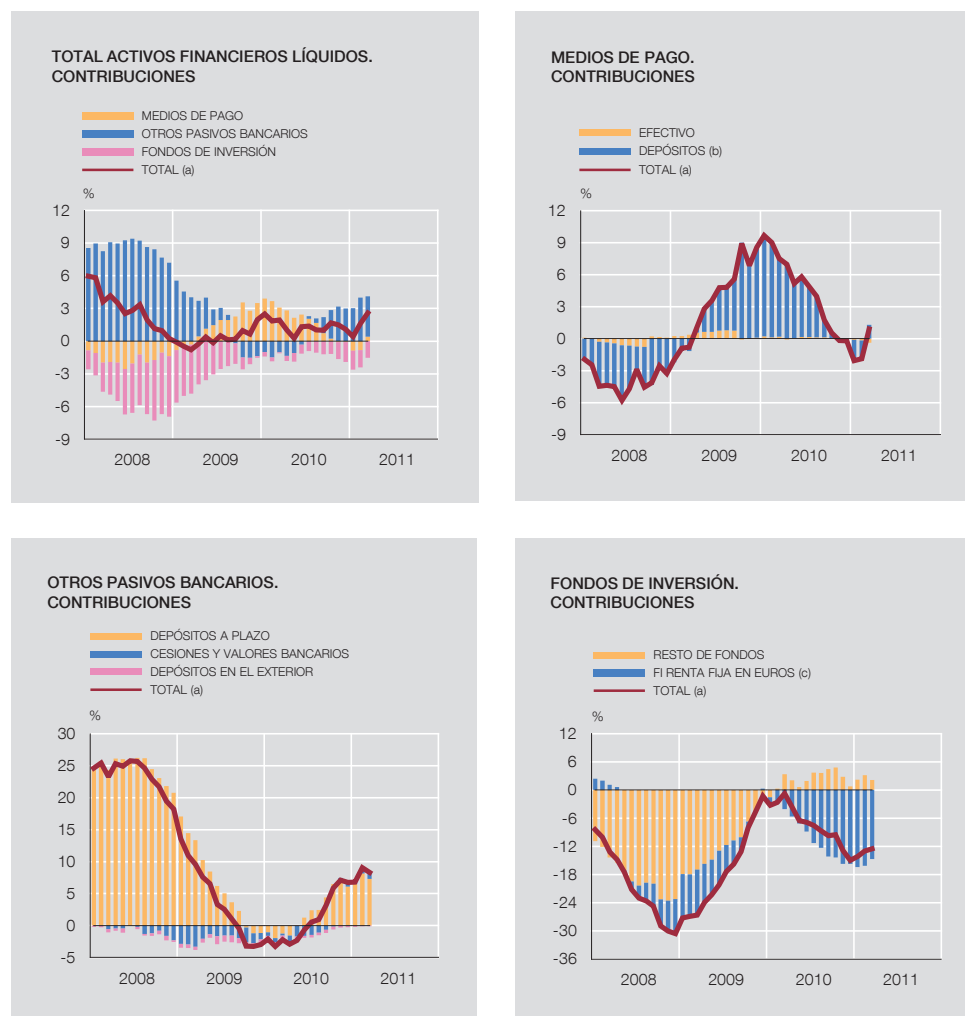 TOTAL ACTIVOS FINANCIEROS LÍQUIDOS.
CONTRIBUCIONES
MEDIOS DE PAGO
OTROS PASIVOS BANCARIOS
FONDOS DE INVERSIÓN
TOTAL (a)
%
12
9
6
3
0
-3
-6
-9
2008 2009 2010 2011
MEDIOS DE PAGO.
CONTRIBUCIONES
EFECTIVO
DEPÓSITOS (b)
TOTAL (a)
%
12
9
6
3
0
-3
-6
-9
2008 2009 2010 2011
OTROS PASIVOS BANCARIOS.
CONTRIBUCIONES
DEPÓSITOS A PLAZO
CESIONES Y VALORES BANCARIOS
DEPÓSITOS EN EL EXTERIOR
TOTAL (a)
%
30
25
20
15
10
5
0
-5
2008 2009 2010 2011
FONDOS DE INVERSIÓN.
CONTRIBUCIONES
RESTO DE FONDOS
FI RENTA FIJA EN EUROS (c)
TOTAL (a)
%
12
6
0
-6
-12
-18
-24
-30
-36
2008 2009 2010 2011